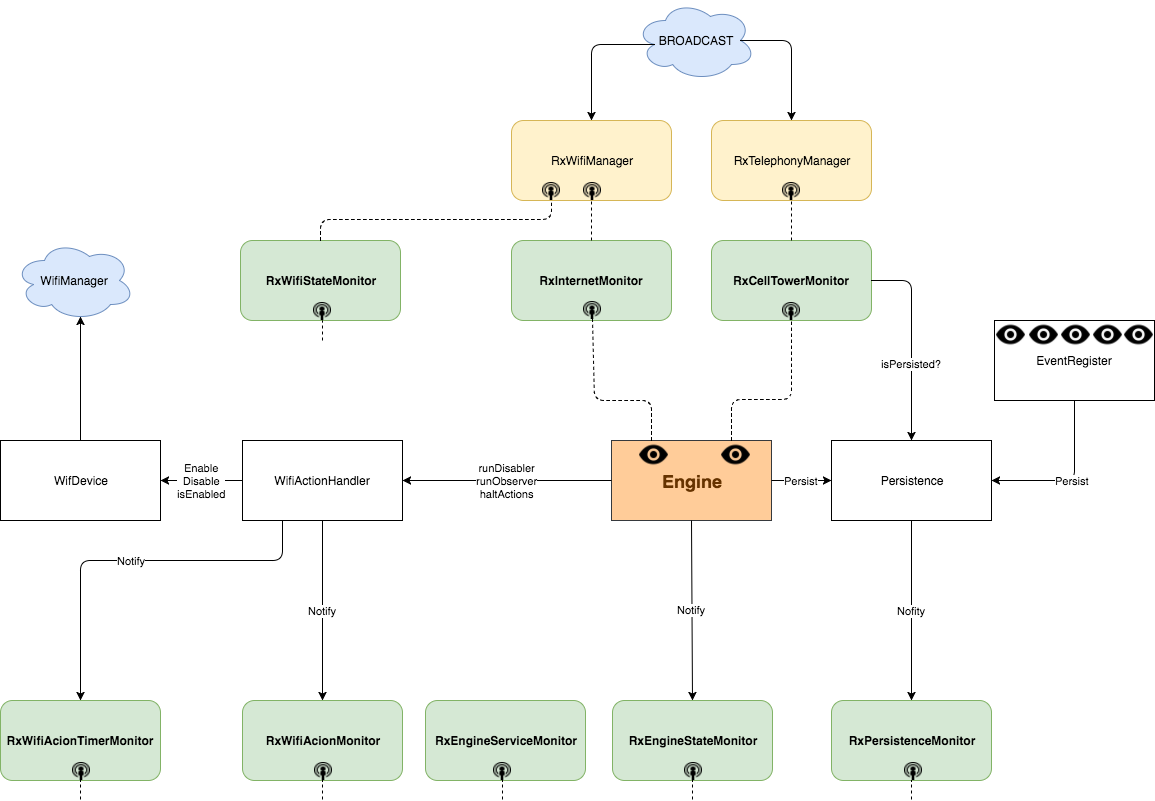 BROADCAST
RxWifiManager
RxTelephonyManager
WifiManager
RxWifiStateMonitor
RxInternetMonitor
RxCellTowerMonitor
isPersisted?
EventRegister
WifDevice
Enable
Disable
isEnabled
WifiActionHandler
runDisabler
runObserver
haltActions
Engine
Persist
Persistence
Persist
Notify
Notify
Notify
Nofity
RxWifiAcionTimerMonitor
RxWifiAcionMonitor
RxEngineServiceMonitor
RxEngineStateMonitor
RxPersistenceMonitor